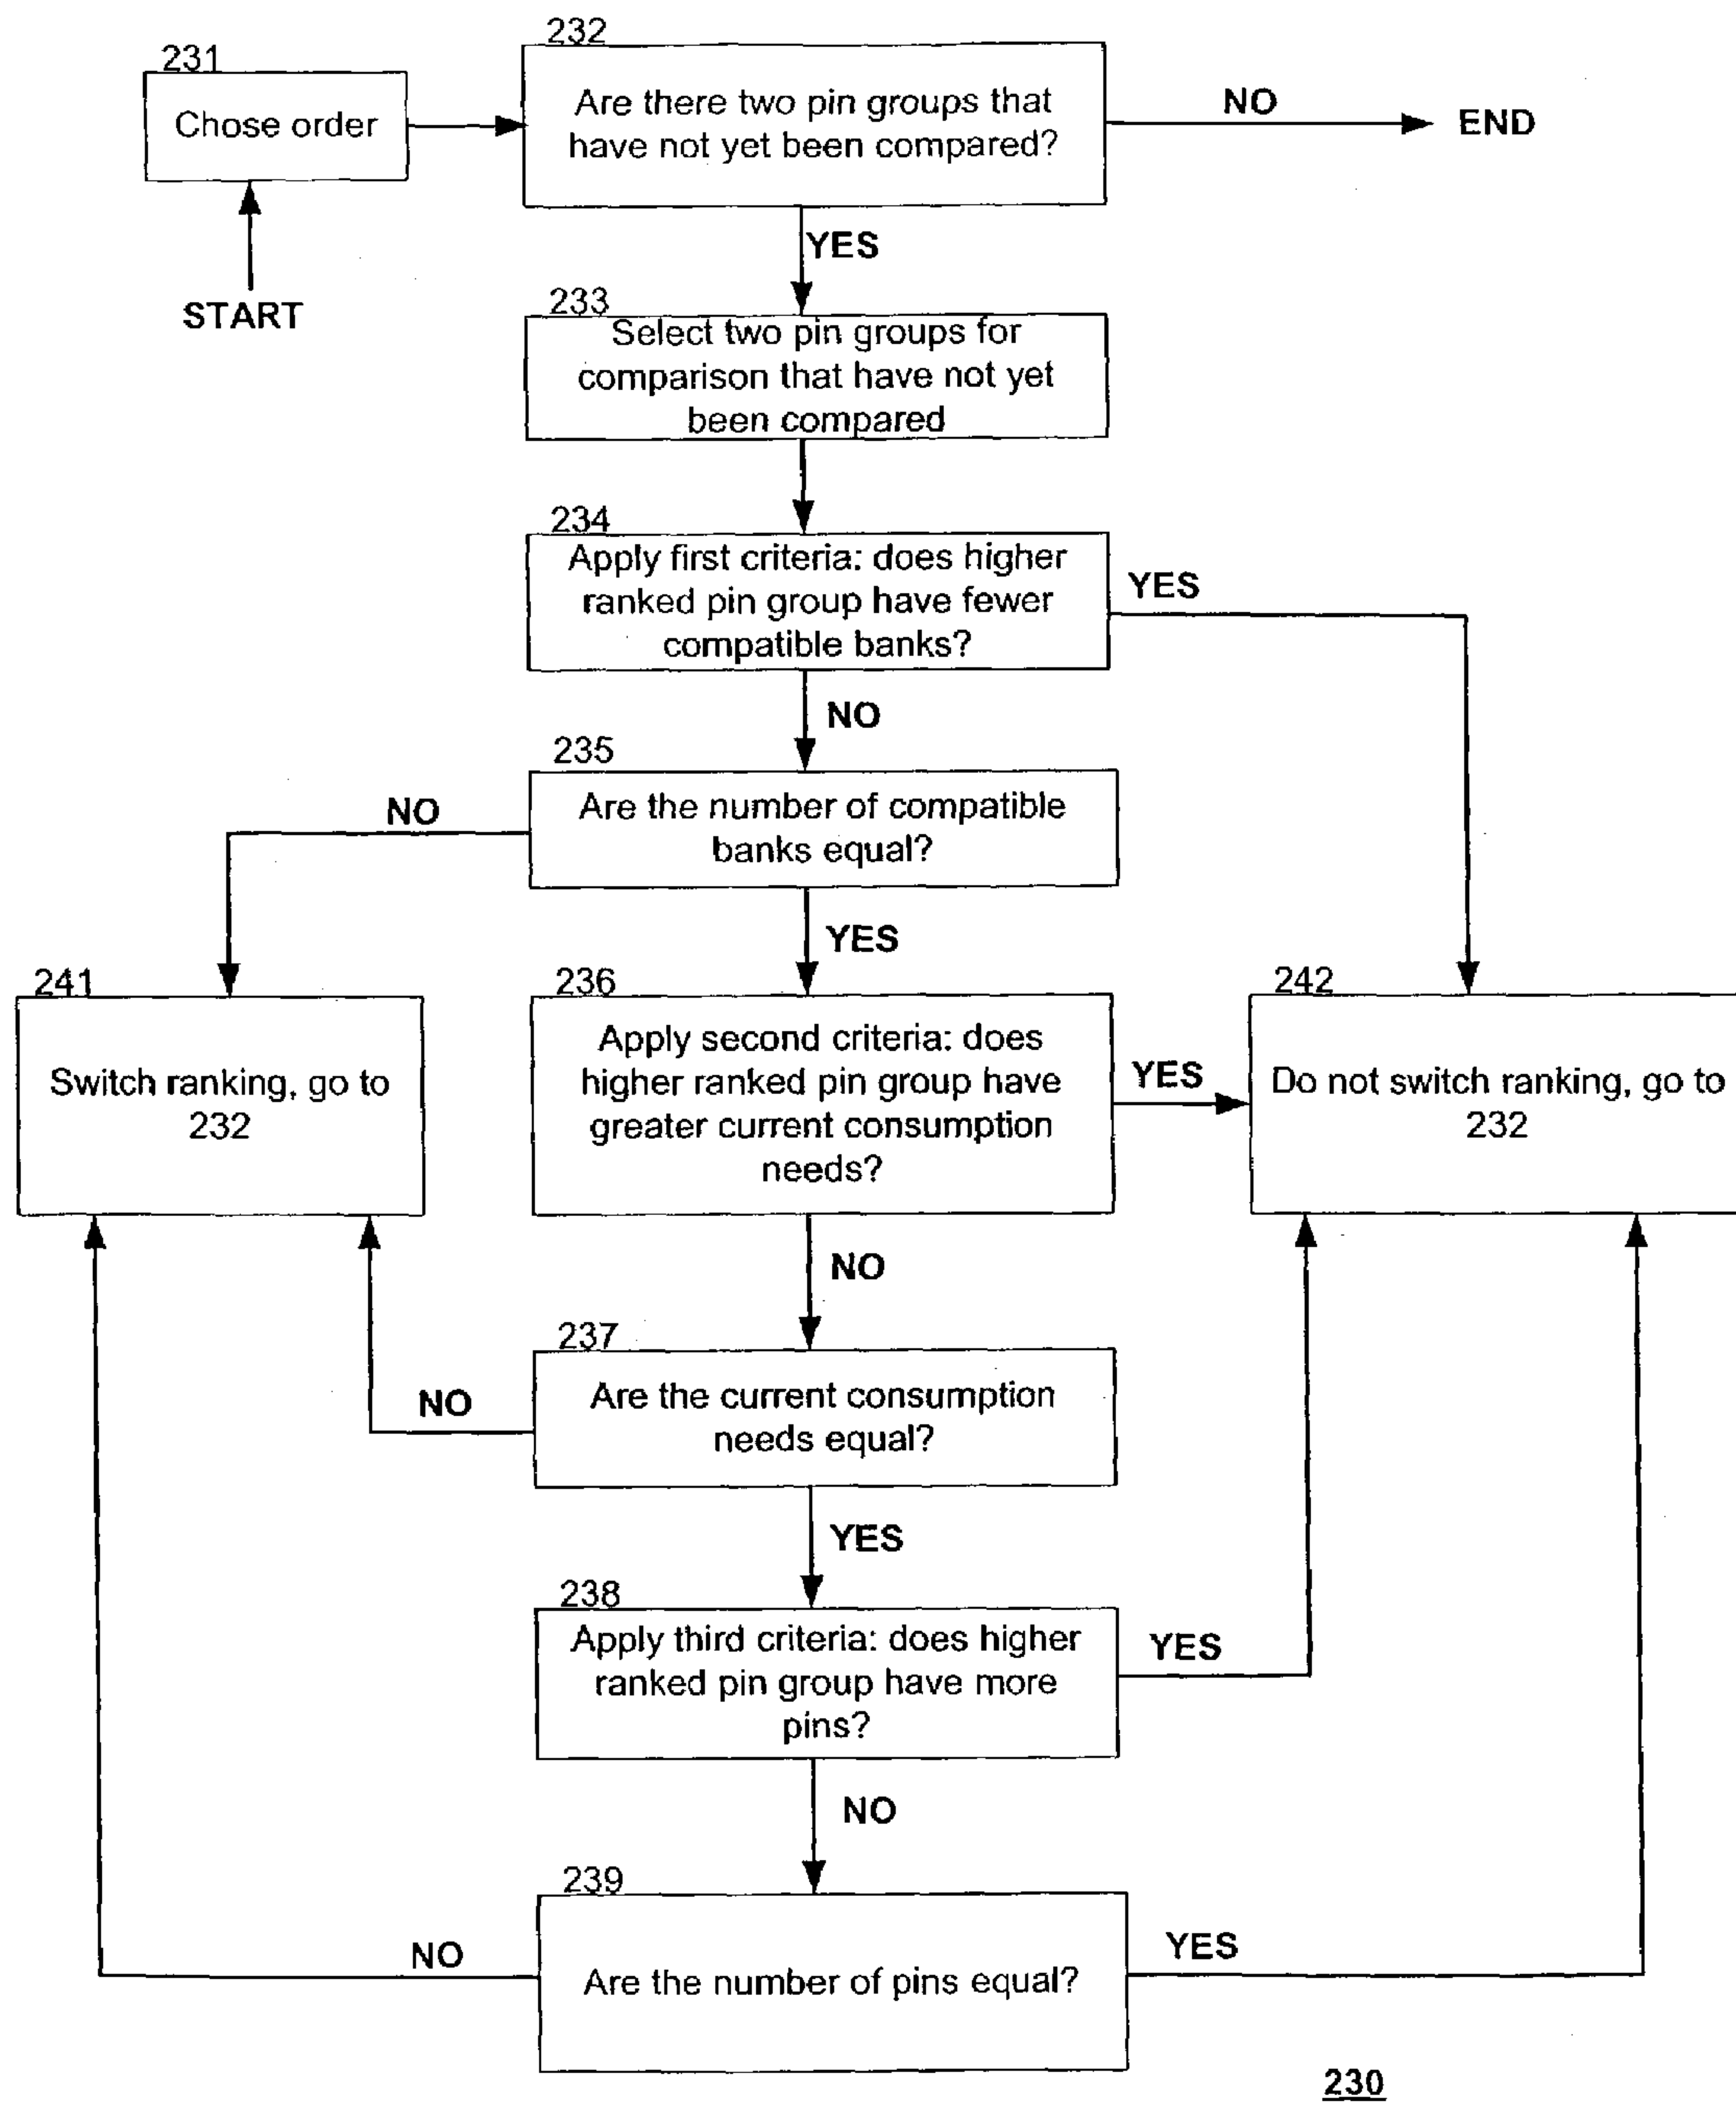 231
Chose order
START
232
Are there two pin groups that
have not yet been compared?
NO
END
YES
233
Select two pin groups for
comparison that have not yet
been compared
234
Apply first criteria: does higher
ranked pin group have fewer
compatible banks?
YES
NO
235
Are the number of compatible
banks equal?
NO
YES
241
Switch ranking, go to
232
236
Apply second criteria: does
higher ranked pin group have
greater current consumption
needs?
YES
242
Do not switch ranking, go to
232
NO
237
Are the current consumption
needs equal?
NO
YES
238
Apply third criteria: does higher
ranked pin group have more
pins?
YES
NO
239
Are the number of pins equal?
NO
YES
230